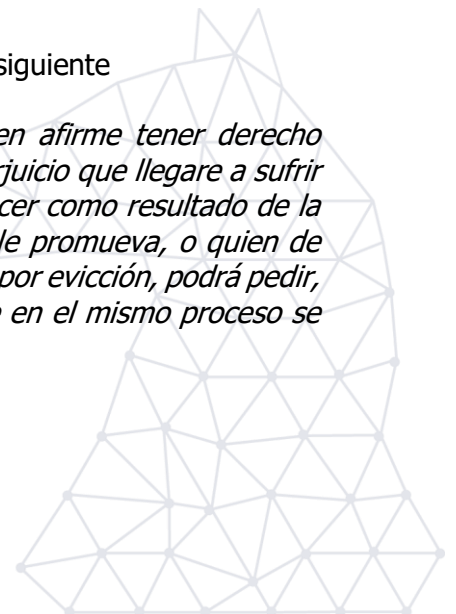 siguiente
en afirme tener derecho
rjuicio que llegare a sufrir
cer como resultado de la
le promueva, o quien de
por evicción, podrá pedir,
en el mismo proceso se